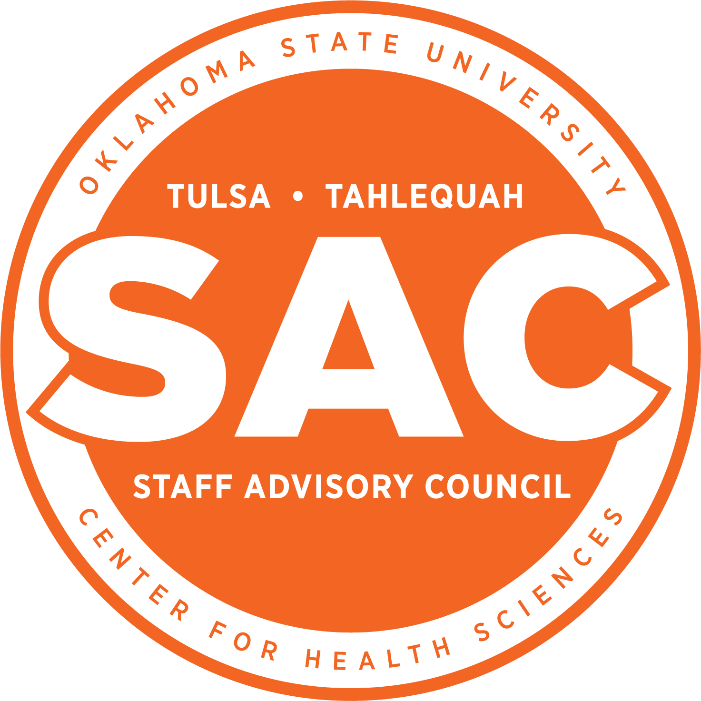 OKLAHOMA STATE UNIVERSITY
TULSA • TAHLEQUAH
SAC
STAFF ADVISORY COUNCIL
CENTER FOR HEALTH SCIENCES